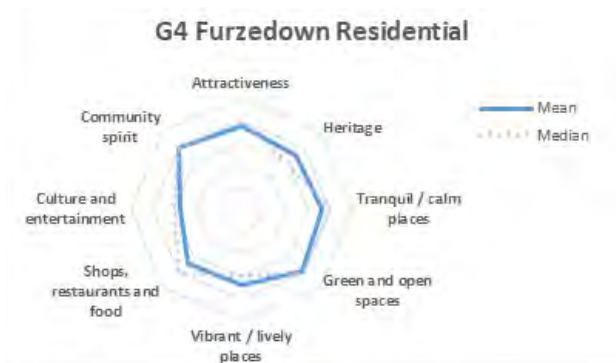 G4 Furzedown Residential
Attractiveness
Heritage
Tranquil / calm
places
Green and open
spaces
Vibrant / lively
places
Shops,
restaurants and
food
Culture and
entertainment
Community
spirit
Mean
Median